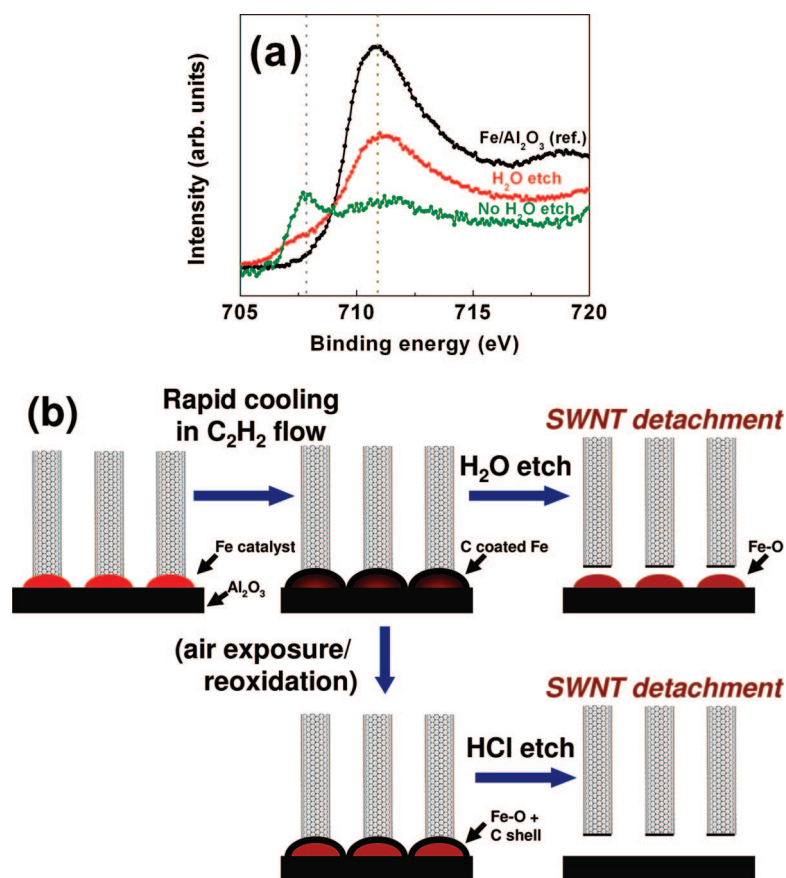 (a)
Intensity (arb. units)
Fe/Al₂O₃ (ref.)
H₂O etch
No H₂O etch
705
710
715
720
Binding energy (eV)
(b)
Rapid cooling
in C₂H₂ flow
SWNT detachment
H₂O etch
Fe catalyst
Al₂O₃
C coated Fe
Fe-O
(air exposure/
reoxidation)
SWNT detachment
HCl etch
Fe-O +
C shell